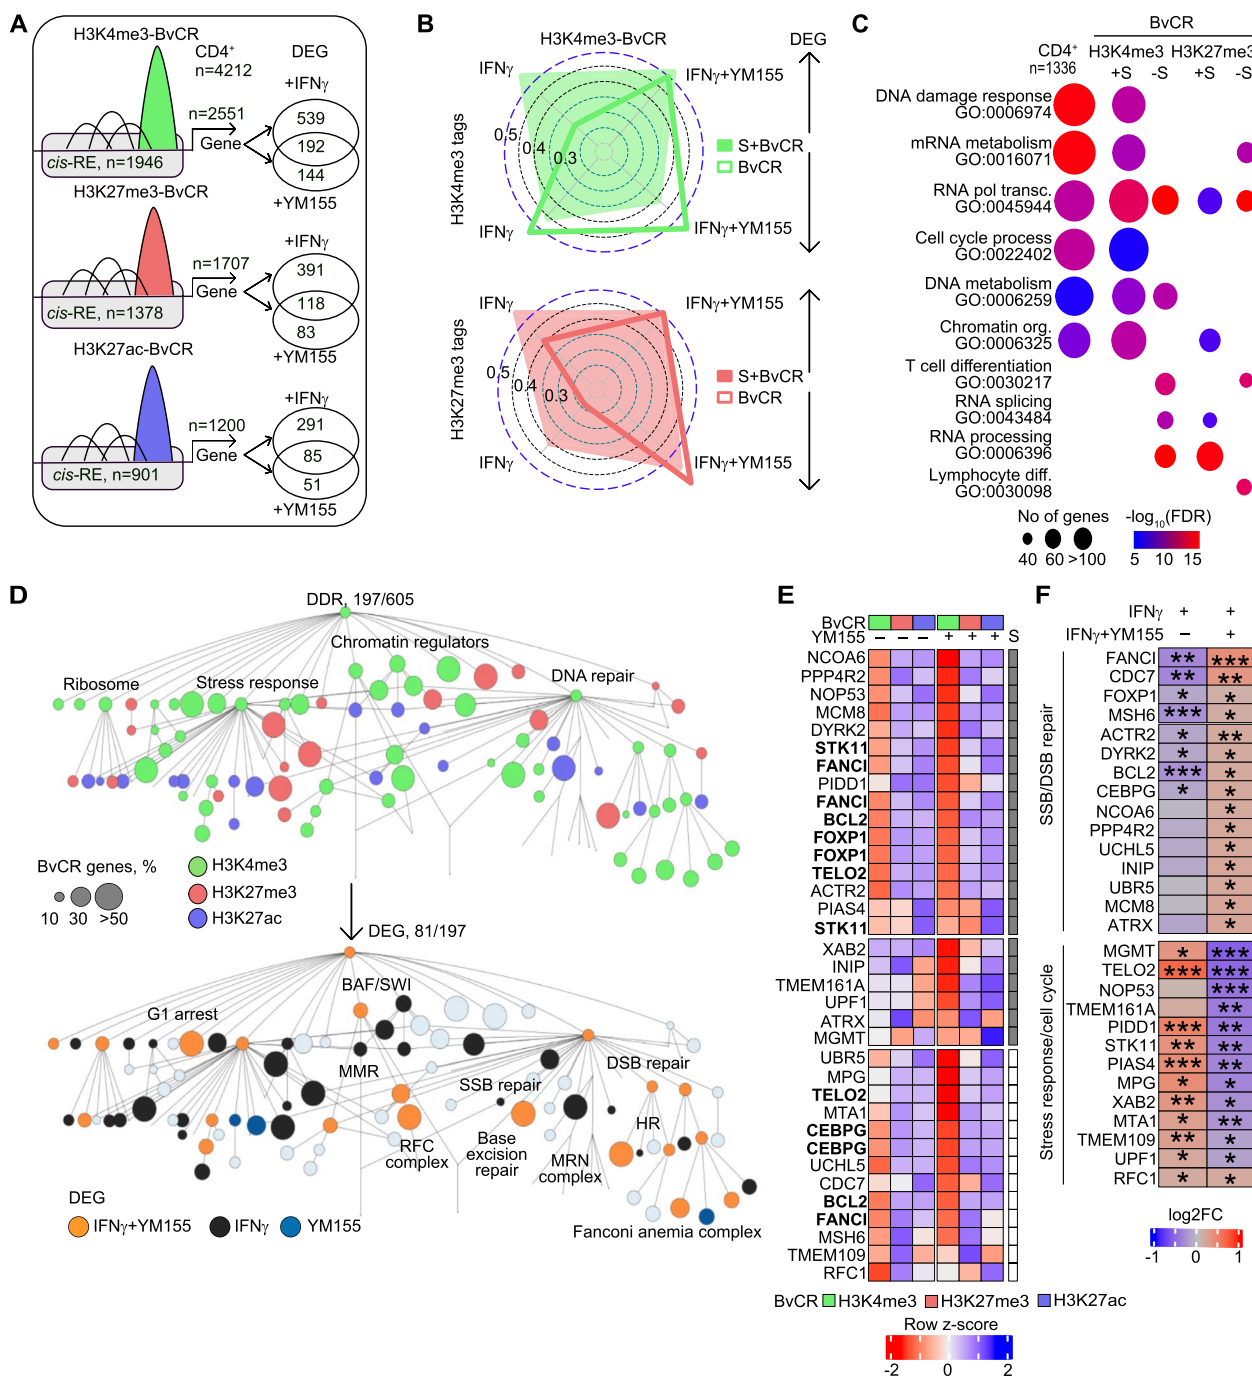 A
H3K4me3-BvCR
CD4+
n=4212
DEG
+IFNγ
n=2551
Gene
539
192
144
cis-RE, n=1946
+YM155
H3K27me3-BvCR
+IFNγ
n=1707
Gene
391
118
83
cis-RE, n=1378
+YM155
H3K27ac-BvCR
+IFNγ
n=1200
Gene
291
85
51
cis-RE, n=901
+YM155
B
H3K4me3-BvCR
DEG
IFNγ
IFNγ+YM155
H3K4me3 tags
0.5
0.4
0.3
S+BvCR
BvCR
IFNγ
IFNγ+YM155
IFNγ
IFNγ+YM155
H3K27me3 tags
0.5
0.4
0.3
S+BvCR
BvCR
IFNγ
IFNγ+YM155
C
BvCR
CD4+ H3K4me3 H3K27me3
n=1336 +S -S +S -S
DNA damage response
GO:0006974
mRNA metabolism
GO:0016071
RNA pol transc.
GO:0045944
Cell cycle process
GO:0022402
DNA metabolism
GO:0006259
Chromatin org.
GO:0006325
T cell differentiation
GO:0030217
RNA splicing
GO:0043484
RNA processing
GO:0006396
Lymphocyte diff.
GO:0030098
No of genes
40 60 >100
-log10(FDR)
5 10 15
D
DDR, 197/605
Chromatin regulators
Ribosome
Stress response
DNA repair
BvCR genes, %
10 30 >50
H3K4me3
H3K27me3
H3K27ac
DEG, 81/197
BAF/SWI
G1 arrest
MMR
DSB repair
SSB repair
HR
RFC
complex
Base
excision
repair
MRN
complex
Fanconi anemia complex
DEG
IFNγ+YM155
IFNγ
YM155
E
BvCR
YM155 − − − + + + S
NCOA6
PPP4R2
NOP53
MCM8
DYRK2
STK11
FANCI
PIDD1
FANCI
BCL2
FOXP1
FOXP1
TELO2
ACTR2
PIAS4
STK11
XAB2
INIP
TMEM161A
UPF1
ATRX
MGMT
UBR5
MPG
TELO2
MTA1
CEBPG
CEBPG
UCHL5
CDC7
BCL2
FANCI
MSH6
TMEM109
RFC1
BvCR H3K4me3 H3K27me3 H3K27ac
Row z-score
-2 0 2
F
IFNγ + +
IFNγ+YM155 − +
SSB/DSB repair
FANCI ** ***
CDC7 ** **
FOXP1 * *
MSH6 *** *
ACTR2 * **
DYRK2 * *
BCL2 *** *
CEBPG * *
NCOA6 *
PPP4R2 *
UCHL5 *
INIP *
UBR5 *
MCM8 *
ATRX *
Stress response/cell cycle
MGMT * ***
TELO2 *** ***
NOP53 ***
TMEM161A **
PIDD1 *** **
STK11 ** **
PIAS4 *** **
MPG * *
XAB2 ** *
MTA1 * **
TMEM109 ** *
UPF1 * *
RFC1 * *
log2FC
-1 0 1